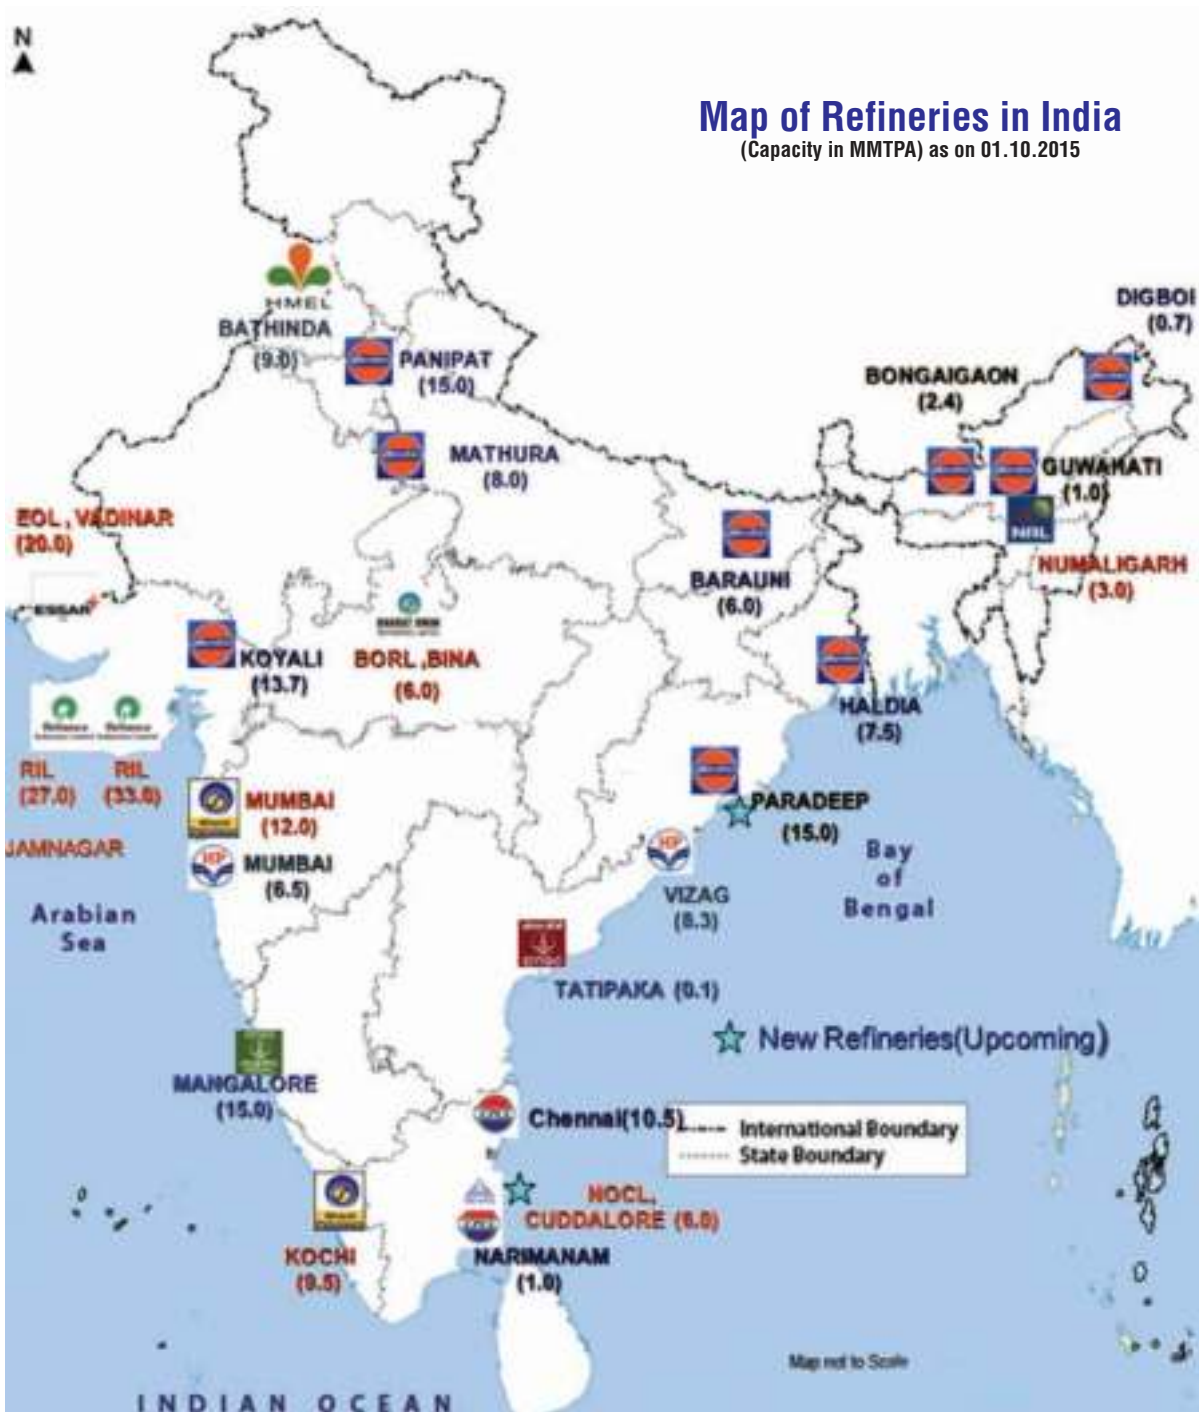 N
Map of Refineries in India
(Capacity in MMTPA) as on 01.10.2015
HMEL
BATHINDA
(9.0)
PANIPAT
(15.0)
MATHURA
(8.0)
DIGBOI
(0.7)
BONGAIGAON
(2.4)
GUWAHATI
(1.0)
NRL
NUMALIGARH
(3.0)
EOL, VADINAR
(20.0)
ESSAR
BARAUNI
(6.0)
KOYALI
(13.7)
BORL, BINA
(6.0)
HALDIA
(7.5)
Reliance
Reliance
RIL
(27.0)
RIL
(33.0)
JAMNAGAR
MUMBAI
(12.0)
HP
MUMBAI
(6.5)
PARADEEP
(15.0)
HP
VIZAG
(8.3)
Bay
of
Bengal
Arabian
Sea
TATIPAKA (0.1)
New Refineries(Upcoming)
MANGALORE
(15.0)
Chennai(10.5)
International Boundary
State Boundary
NOCL,
CUDDALORE (6.0)
KOCHI
(9.5)
NARIMANAM
(1.0)
Map not to Scale
INDIAN OCEAN